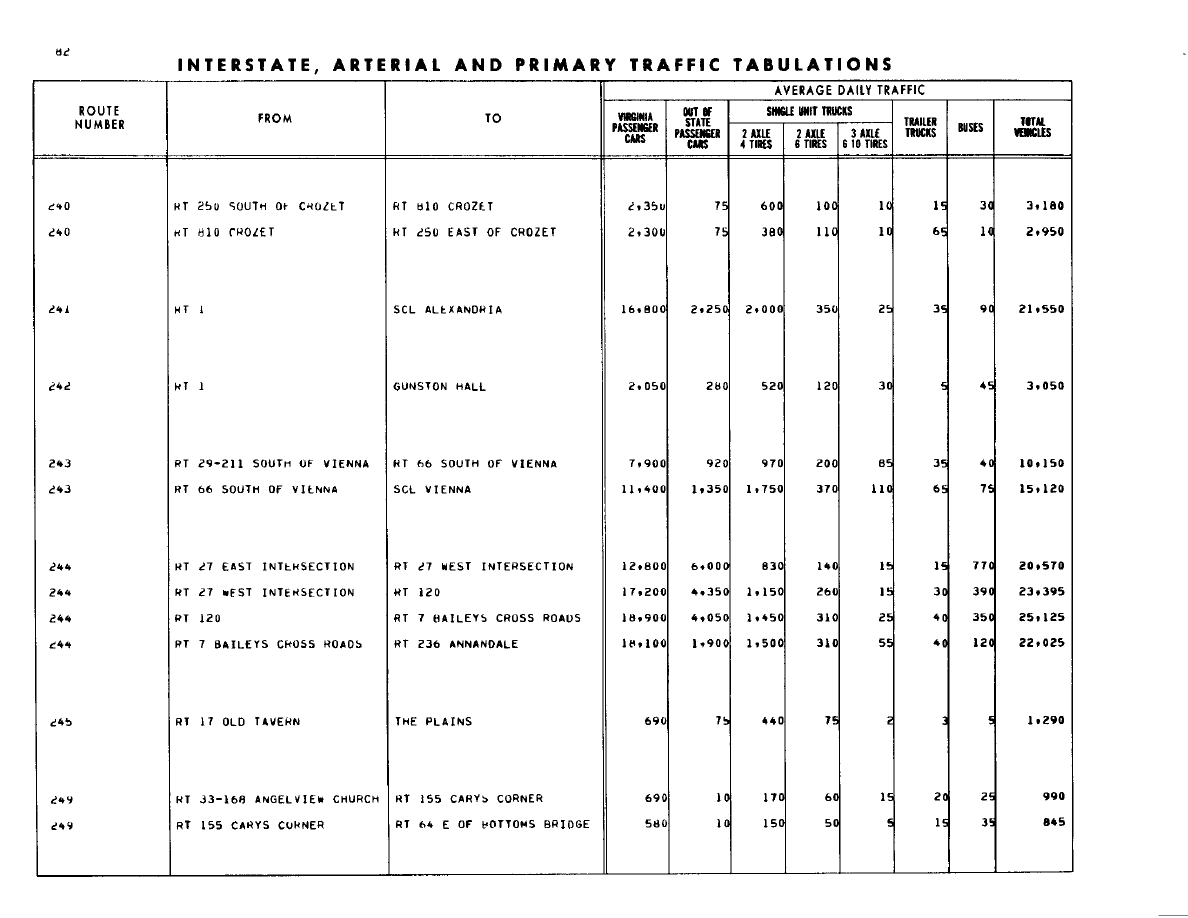 82
INTERSTATE, ARTERIAL AND PRIMARY TRAFFIC TABULATIONS
AVERAGE DAILY TRAFFIC
ROUTE NUMBER FROM TO VIRGINIA PASSENGER CARS OUT OF STATE PASSENGER CARS SINGLE UNIT TRUCKS TRAILER TRUCKS BUSES TOTAL VEHICLES
2 AXLE 4 TIRES 2 AXLE 6 TIRES 3 AXLE 6 10 TIRES
240 RT 250 SOUTH OF CROZET RT 810 CROZET 2,350 75 600 100 10 15 30 3,180
240 RT 810 CROZET RT 250 EAST OF CROZET 2,300 75 380 110 10 65 10 2,950
241 RT 1 SCL ALEXANDRIA 16,800 2,250 2,000 350 25 35 90 21,550
242 RT 1 GUNSTON HALL 2,050 280 520 120 30 5 45 3,050
243 RT 29-211 SOUTH OF VIENNA RT 66 SOUTH OF VIENNA 7,900 920 970 200 85 35 40 10,150
243 RT 66 SOUTH OF VIENNA SCL VIENNA 11,400 1,350 1,750 370 110 65 75 15,120
244 RT 27 EAST INTERSECTION RT 27 WEST INTERSECTION 12,800 6,000 830 140 15 15 770 20,570
244 RT 27 WEST INTERSECTION RT 120 17,200 4,350 1,150 260 15 30 390 23,395
244 RT 120 RT 7 BAILEYS CROSS ROADS 18,900 4,050 1,450 310 25 40 350 25,125
244 RT 7 BAILEYS CROSS ROADS RT 236 ANNANDALE 18,100 1,900 1,500 310 55 40 120 22,025
245 RT 17 OLD TAVERN THE PLAINS 690 75 440 75 2 3 5 1,290
249 RT 33-168 ANGELVIEW CHURCH RT 155 CARYS CORNER 690 10 170 60 15 20 25 990
249 RT 155 CARYS CORNER RT 64 E OF BOTTOMS BRIDGE 580 10 150 50 5 15 35 845